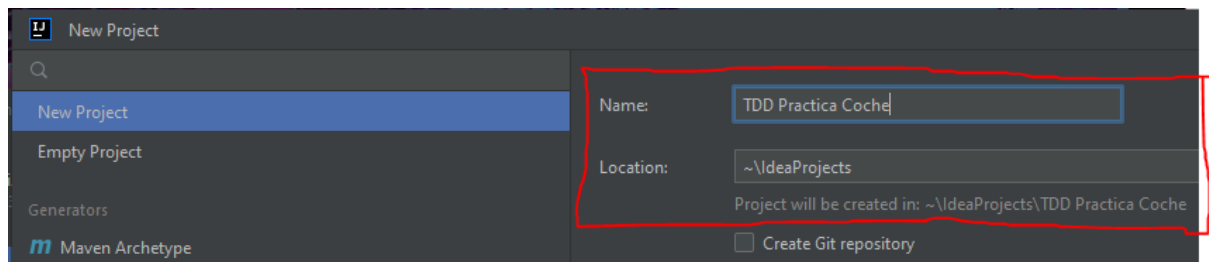 New Project
New Project
Empty Project
Generators
Maven Archetype
Name: TDD Practica Coche
Location: ~\IdeaProjects
Project will be created in: ~\IdeaProjects\TDD Practica Coche
Create Git repository